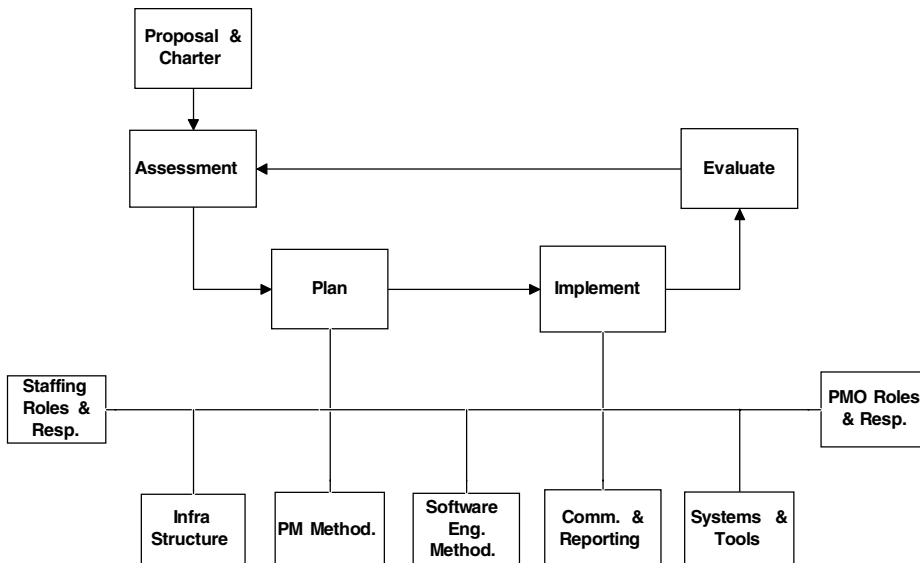 Proposal &
Charter
Assessment
Evaluate
Plan
Implement
Staffing
Roles &
Resp.
PMO Roles
& Resp.
Infra
Structure
PM Method.
Software
Eng.
Method.
Comm. &
Reporting
Systems &
Tools